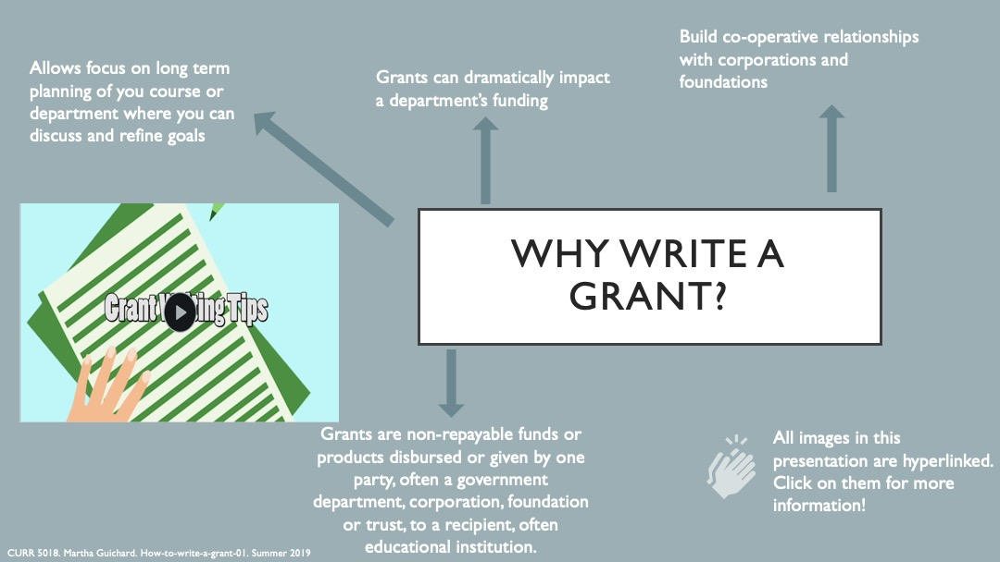 Allows focus on long term
planning of you course or
department where you can
discuss and refine goals
Grants can dramatically impact
a department's funding
Build co-operative relationships
with corporations and
foundations
WHY WRITE A
GRANT?
Grant Tips
Grants are non-repayable funds or
products disbursed or given by one
party, often a government
department, corporation, foundation
or trust, to a recipient, often
educational institution.
All images in this
presentation are hyperlinked.
Click on them for more
information!
CURR 5018. Martha Guichard. How-to-write-a-grant-01. Summer 2019